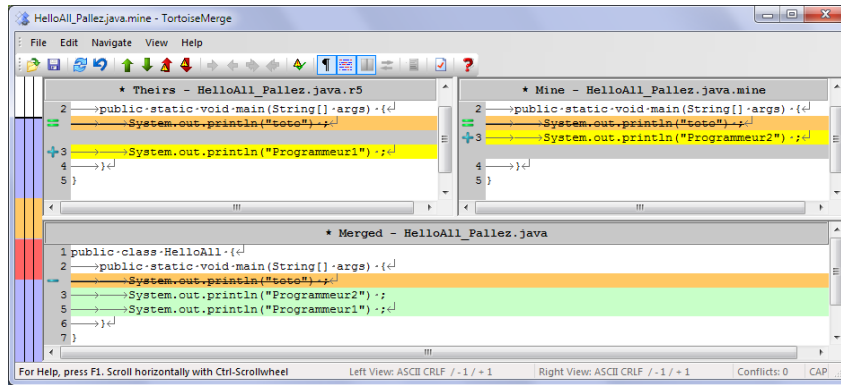 HelloAll_Pallez.java.mine - TortoiseMerge
File Edit Navigate View Help
* Theirs - HelloAll_Pallez.java.r5
2 →public·static·void·main(String[]·args)·{↵
→→System.out.println("toto")·;↵
3 →→System.out.println("Programmeur1")·;↵
4 →}↵
5 }
* Mine - HelloAll_Pallez.java.mine
2 →public·static·void·main(String[]·args)·{↵
→→System.out.println("toto")·;↵
3 →→System.out.println("Programmeur2")·;↵
4 →}↵
5 }
* Merged - HelloAll_Pallez.java
1 public·class·HelloAll·{↵
2 →public·static·void·main(String[]·args)·{↵
→→System.out.println("toto")·;↵
3 →→System.out.println("Programmeur2")·;
5 →→System.out.println("Programmeur1")·;↵
6 →}↵
7 }
For Help, press F1. Scroll horizontally with Ctrl-Scrollwheel Left View: ASCII CRLF / - 1 / + 1 Right View: ASCII CRLF / - 1 / + 1 Conflicts: 0 CAP